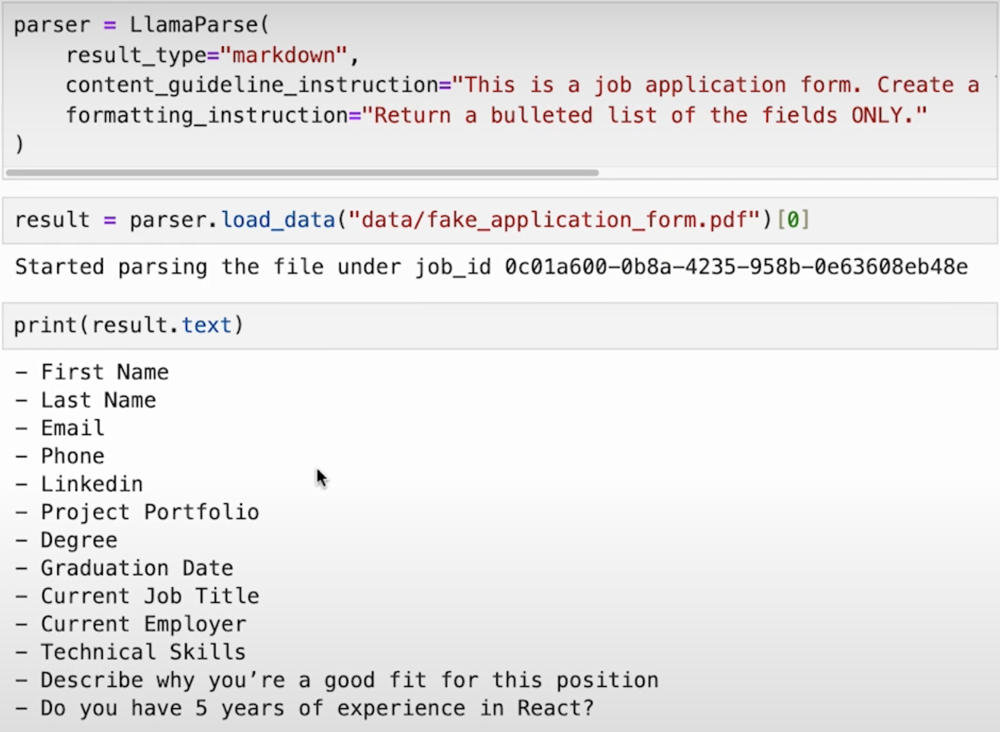 parser = LlamaParse(
    result_type="markdown",
    content_guideline_instruction="This is a job application form. Create a
    formatting_instruction="Return a bulleted list of the fields ONLY."
)
result = parser.load_data("data/fake_application_form.pdf")[0]
Started parsing the file under job_id 0c01a600-0b8a-4235-958b-0e63608eb48e
print(result.text)
- First Name
- Last Name
- Email
- Phone
- Linkedin
- Project Portfolio
- Degree
- Graduation Date
- Current Job Title
- Current Employer
- Technical Skills
- Describe why you’re a good fit for this position
- Do you have 5 years of experience in React?